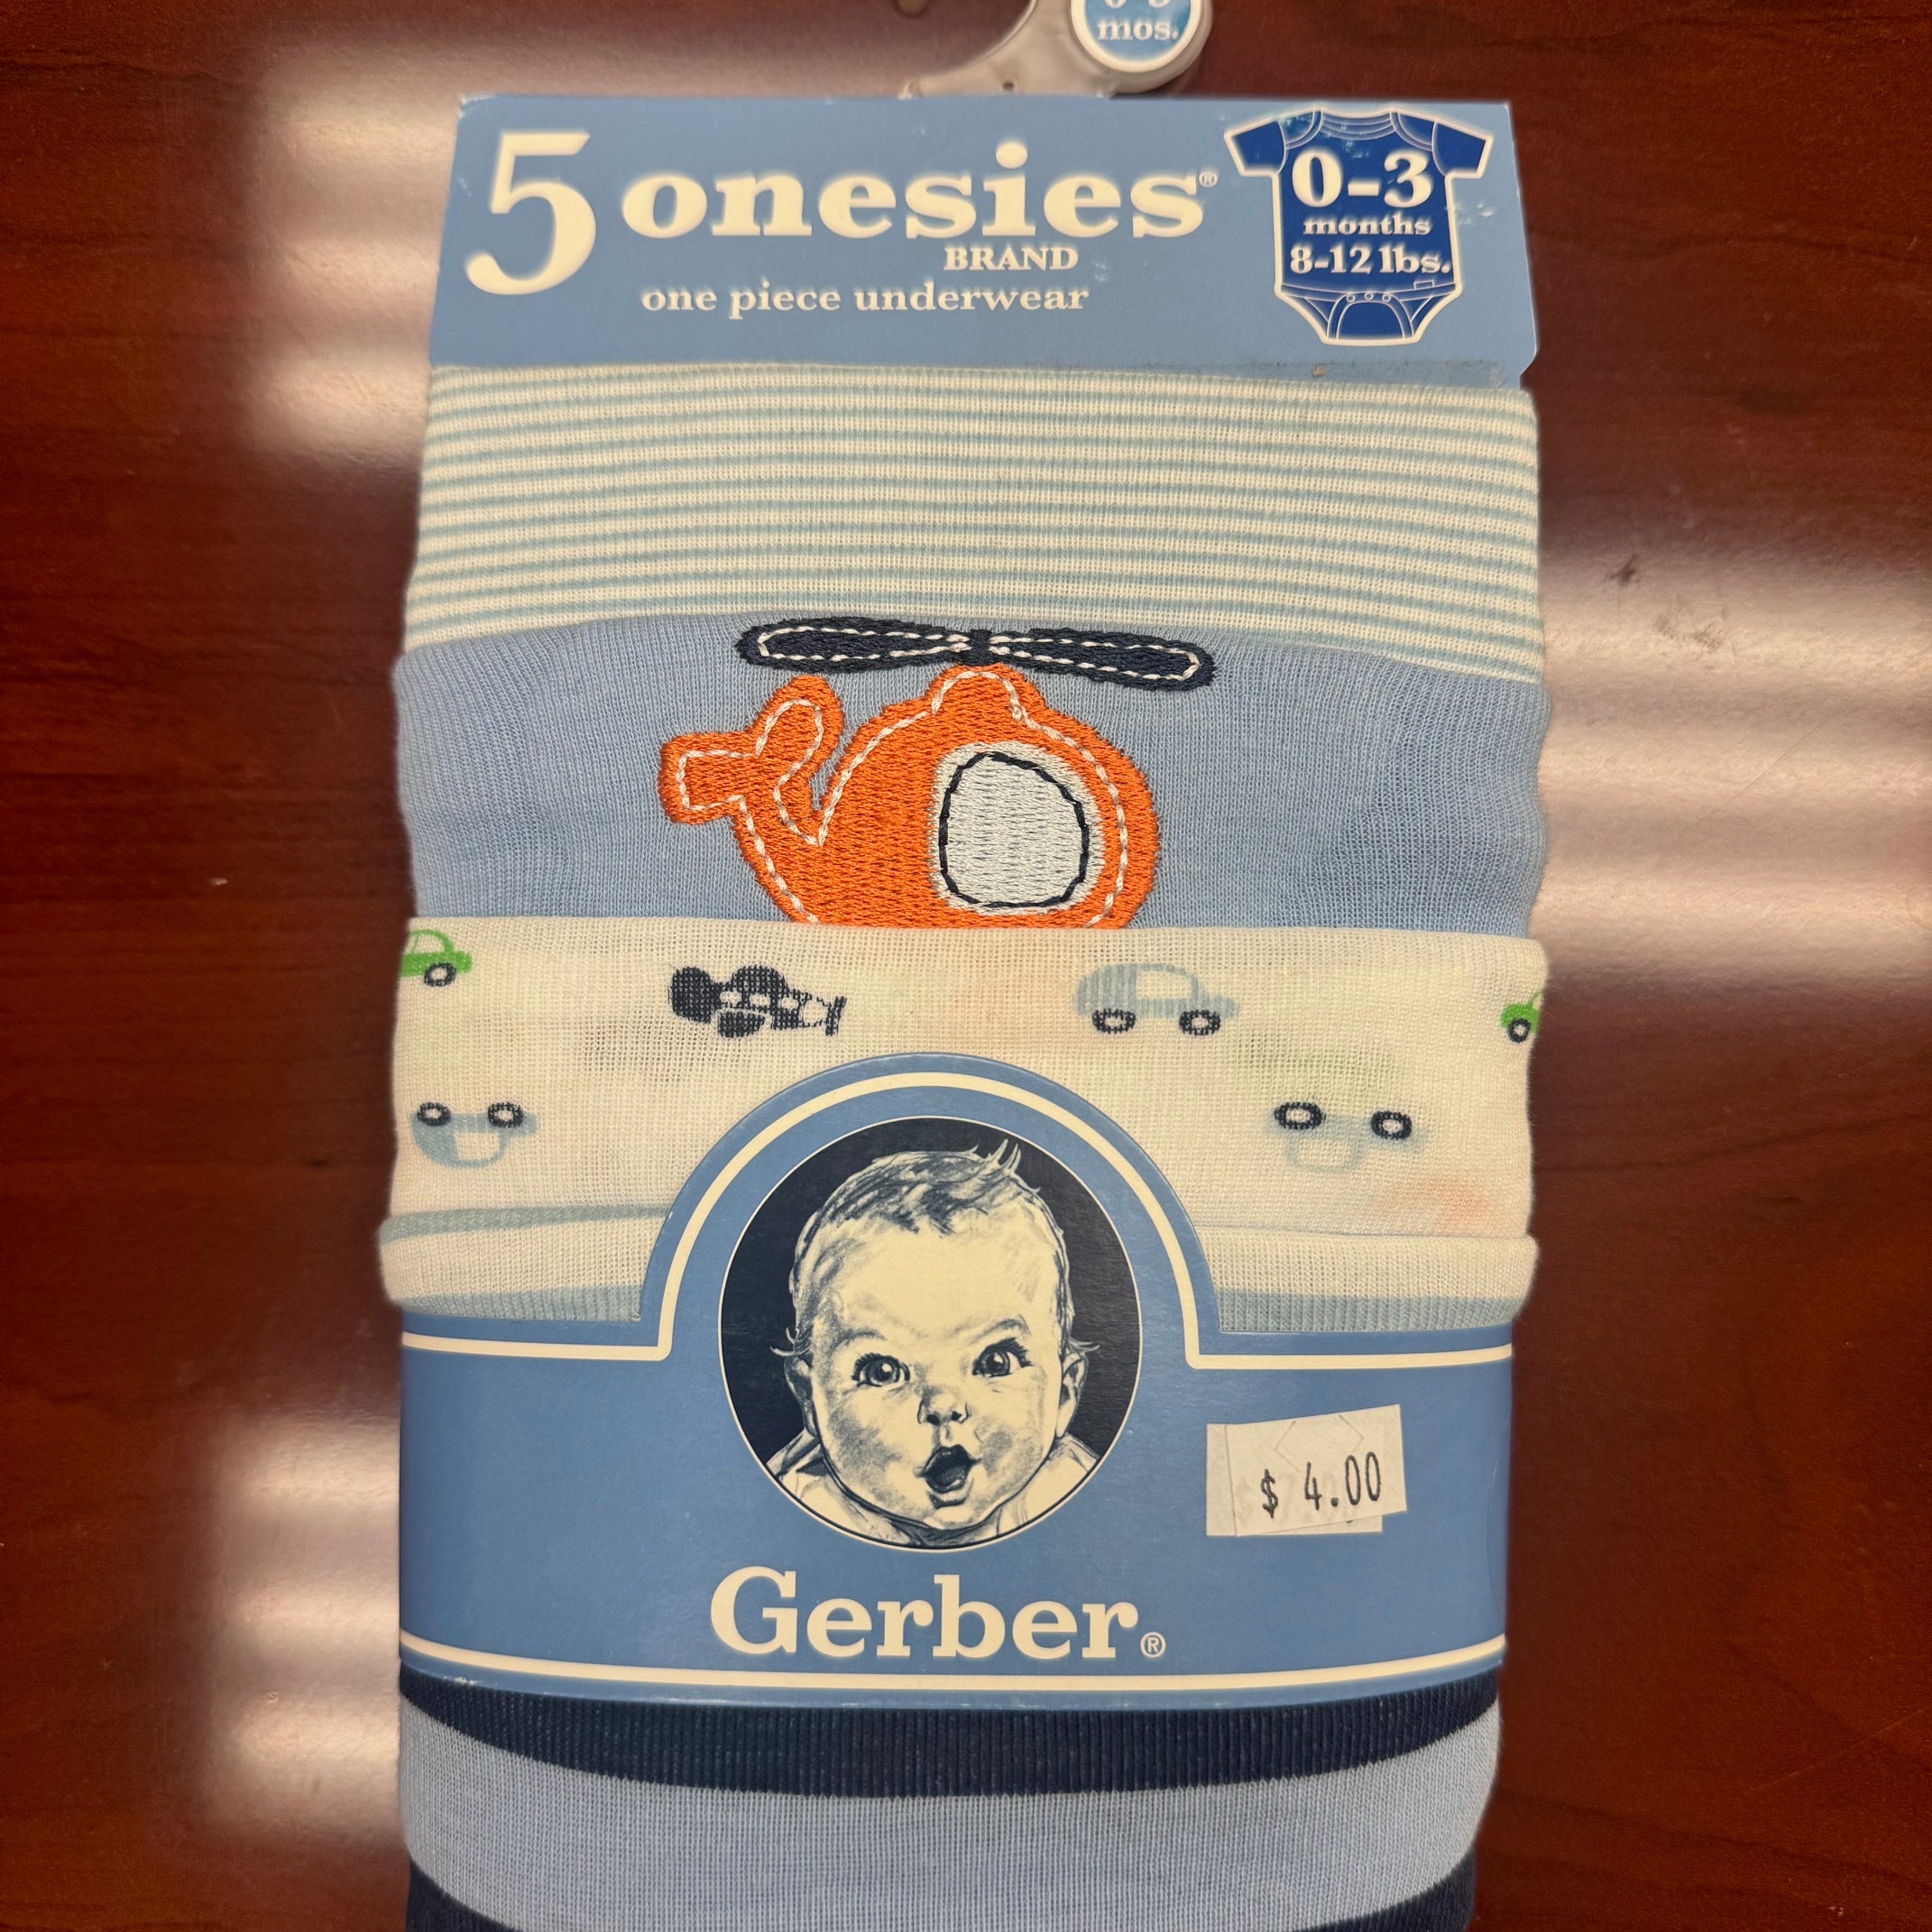 mos.
5 onesies®
BRAND
one piece underwear
0-3
months
8-12 lbs.
$ 4.00
Gerber®